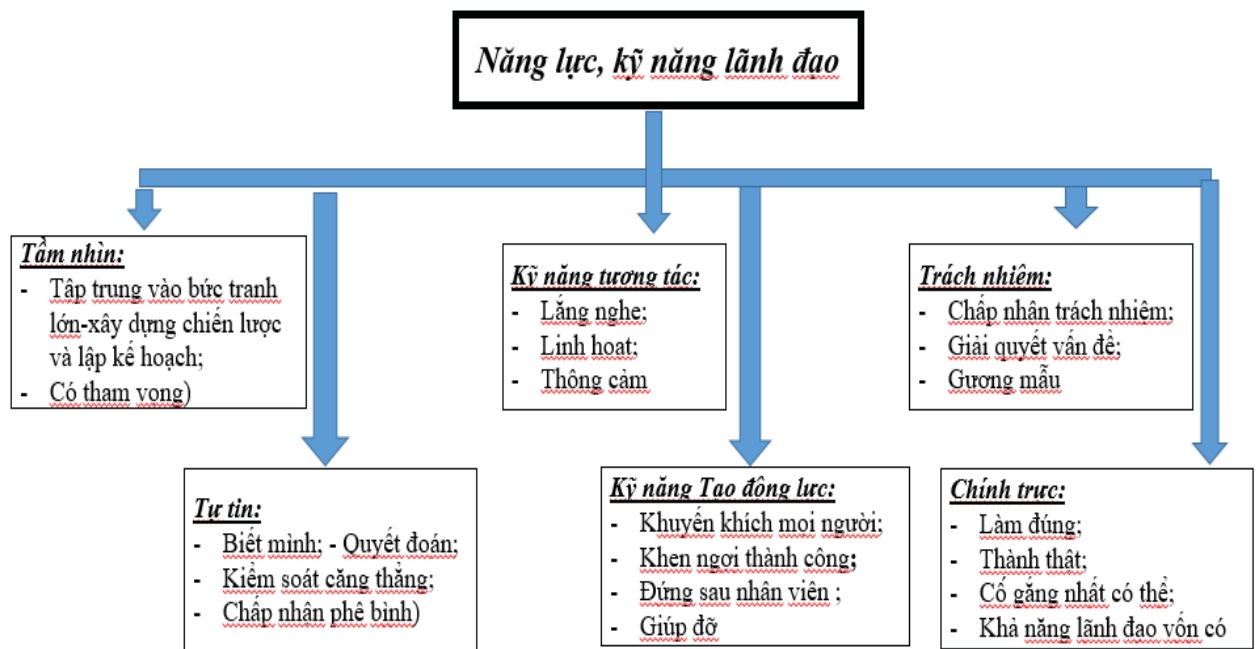 Năng lực, kỹ năng lãnh đạo
Tầm nhìn:
- Tâp trung vào bức tranh
lớn-xây dựng chiến lược
và lập kế hoạch;
- Có tham vọng)
Kỹ năng tương tác:
- Lắng nghe;
- Linh hoạt;
- Thông cảm
Trách nhiệm:
- Chấp nhận trách nhiệm;
- Giải quyết vấn đề;
- Gương mẫu
Tự tin:
- Biết mình; - Quyết đoán;
- Kiểm soát căng thẳng;
- Chấp nhận phê bình)
Kỹ năng Tạo động lực:
- Khuyến khích mọi người;
- Khen ngợi thành công;
- Đứng sau nhân viên ;
- Giúp đỡ
Chính trực:
- Làm đúng;
- Thành thật;
- Cố gắng nhất có thể;
- Khả năng lãnh đạo vốn có